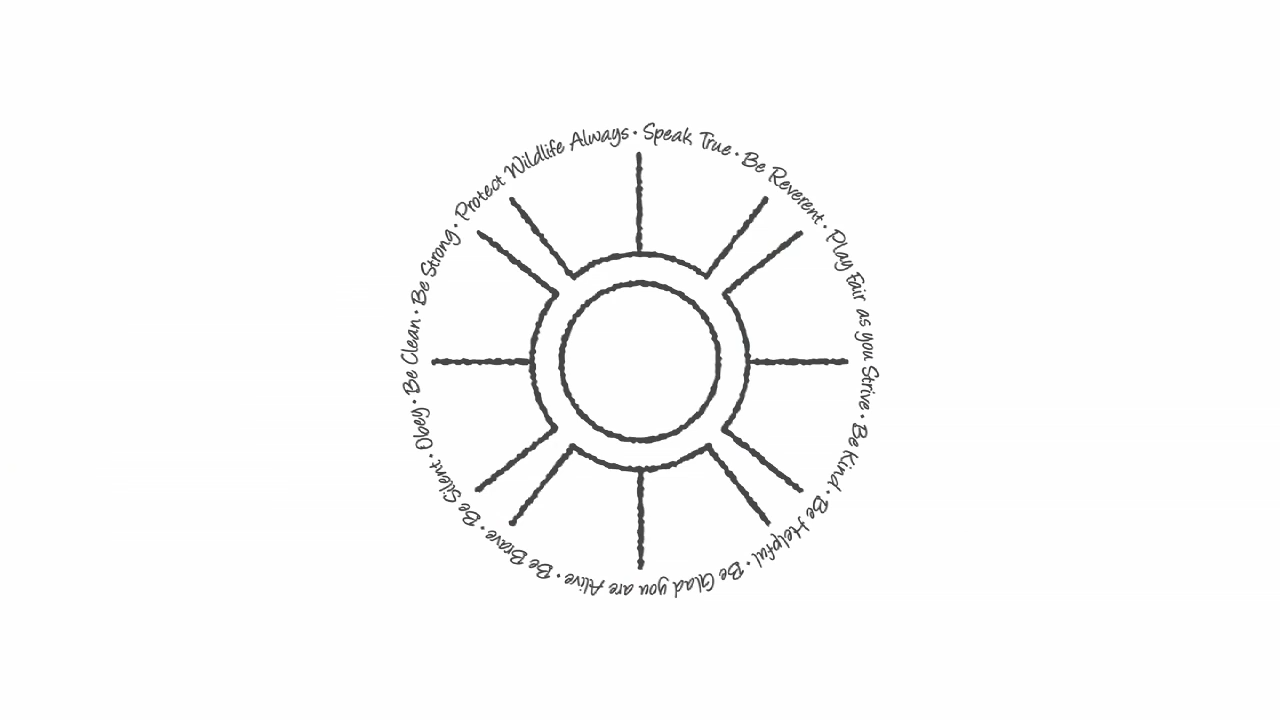 Speak True · Be Reverent · Play Fair as you Strive · Be Kind · Be Helpful · Be Glad you are Alive · Be Brave · Be Silent · Obey · Be Clean · Be Strong · Protect Wildlife Always ·